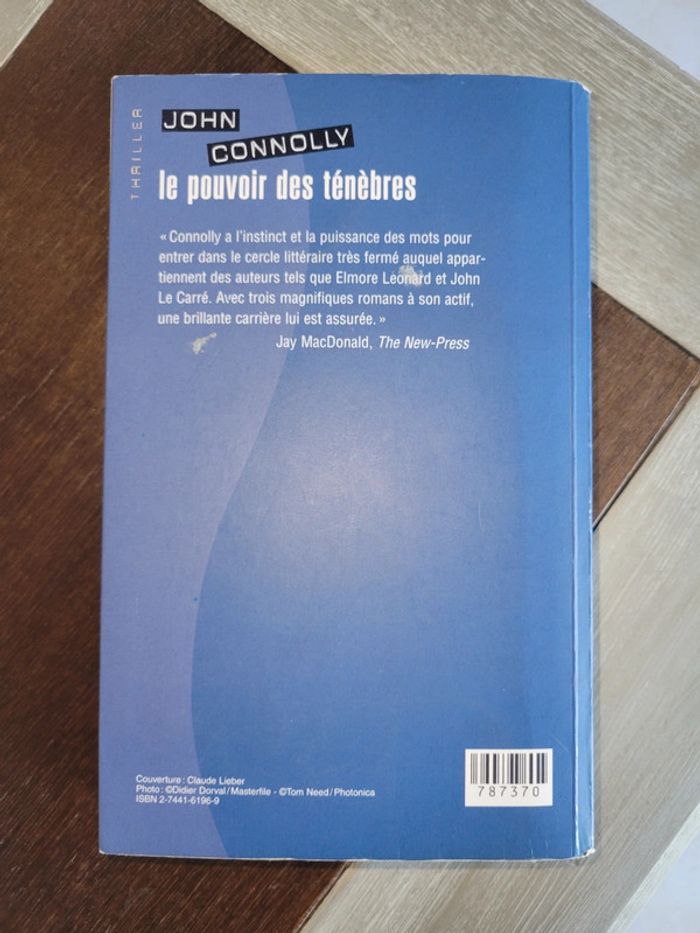 THRILLER
JOHN
CONNOLLY
le pouvoir des ténèbres
« Connolly a l'instinct et la puissance des mots pour
entrer dans le cercle littéraire très fermé auquel appar-
tiennent des auteurs tels que Elmore Leonard et John
Le Carré. Avec trois magnifiques romans à son actif,
une brillante carrière lui est assurée. »
Jay MacDonald, The New-Press
Couverture : Claude Lieber
Photo : ©Didier Dorval / Masterfile - ©Tom Need / Photonica
ISBN 2-7441-6196-9
787370